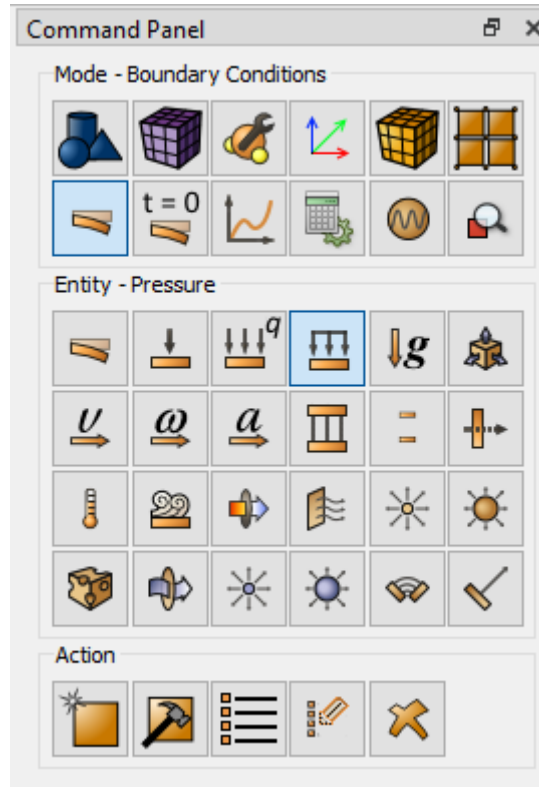 Command Panel
Mode - Boundary Conditions
t = 0
Entity - Pressure
q
g
υ ω a
Action